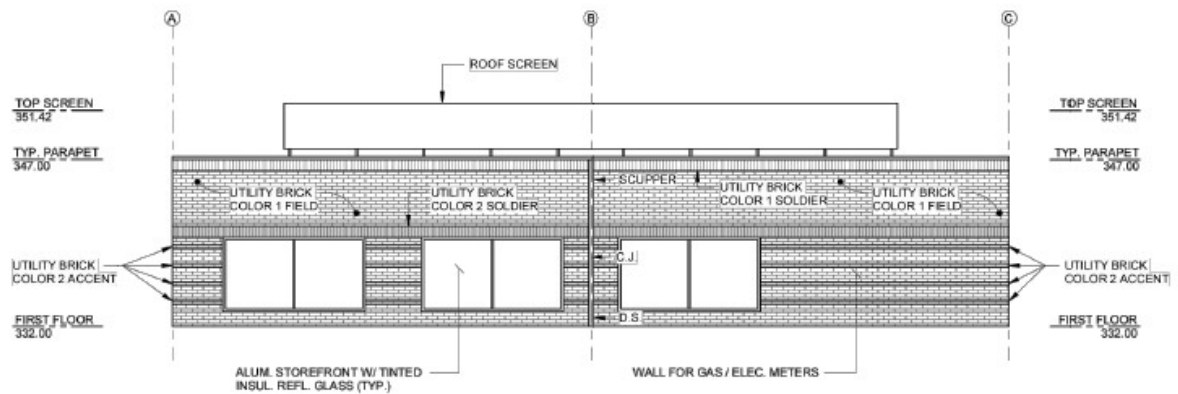 A
B
C
ROOF SCREEN
TOP SCREEN
351.42
TOP SCREEN
351.42
TYP. PARAPET
347.00
TYP. PARAPET
347.00
UTILITY BRICK
COLOR 1 FIELD
UTILITY BRICK
COLOR 2 SOLDIER
SCUPPER
UTILITY BRICK
COLOR 1 SOLDIER
UTILITY BRICK
COLOR 1 FIELD
UTILITY BRICK
COLOR 2 ACCENT
C.J.
UTILITY BRICK
COLOR 2 ACCENT
FIRST FLOOR
332.00
D.S.
FIRST FLOOR
332.00
ALUM. STOREFRONT W/ TINTED
INSUL. REFL. GLASS (TYP.)
WALL FOR GAS / ELEC. METERS